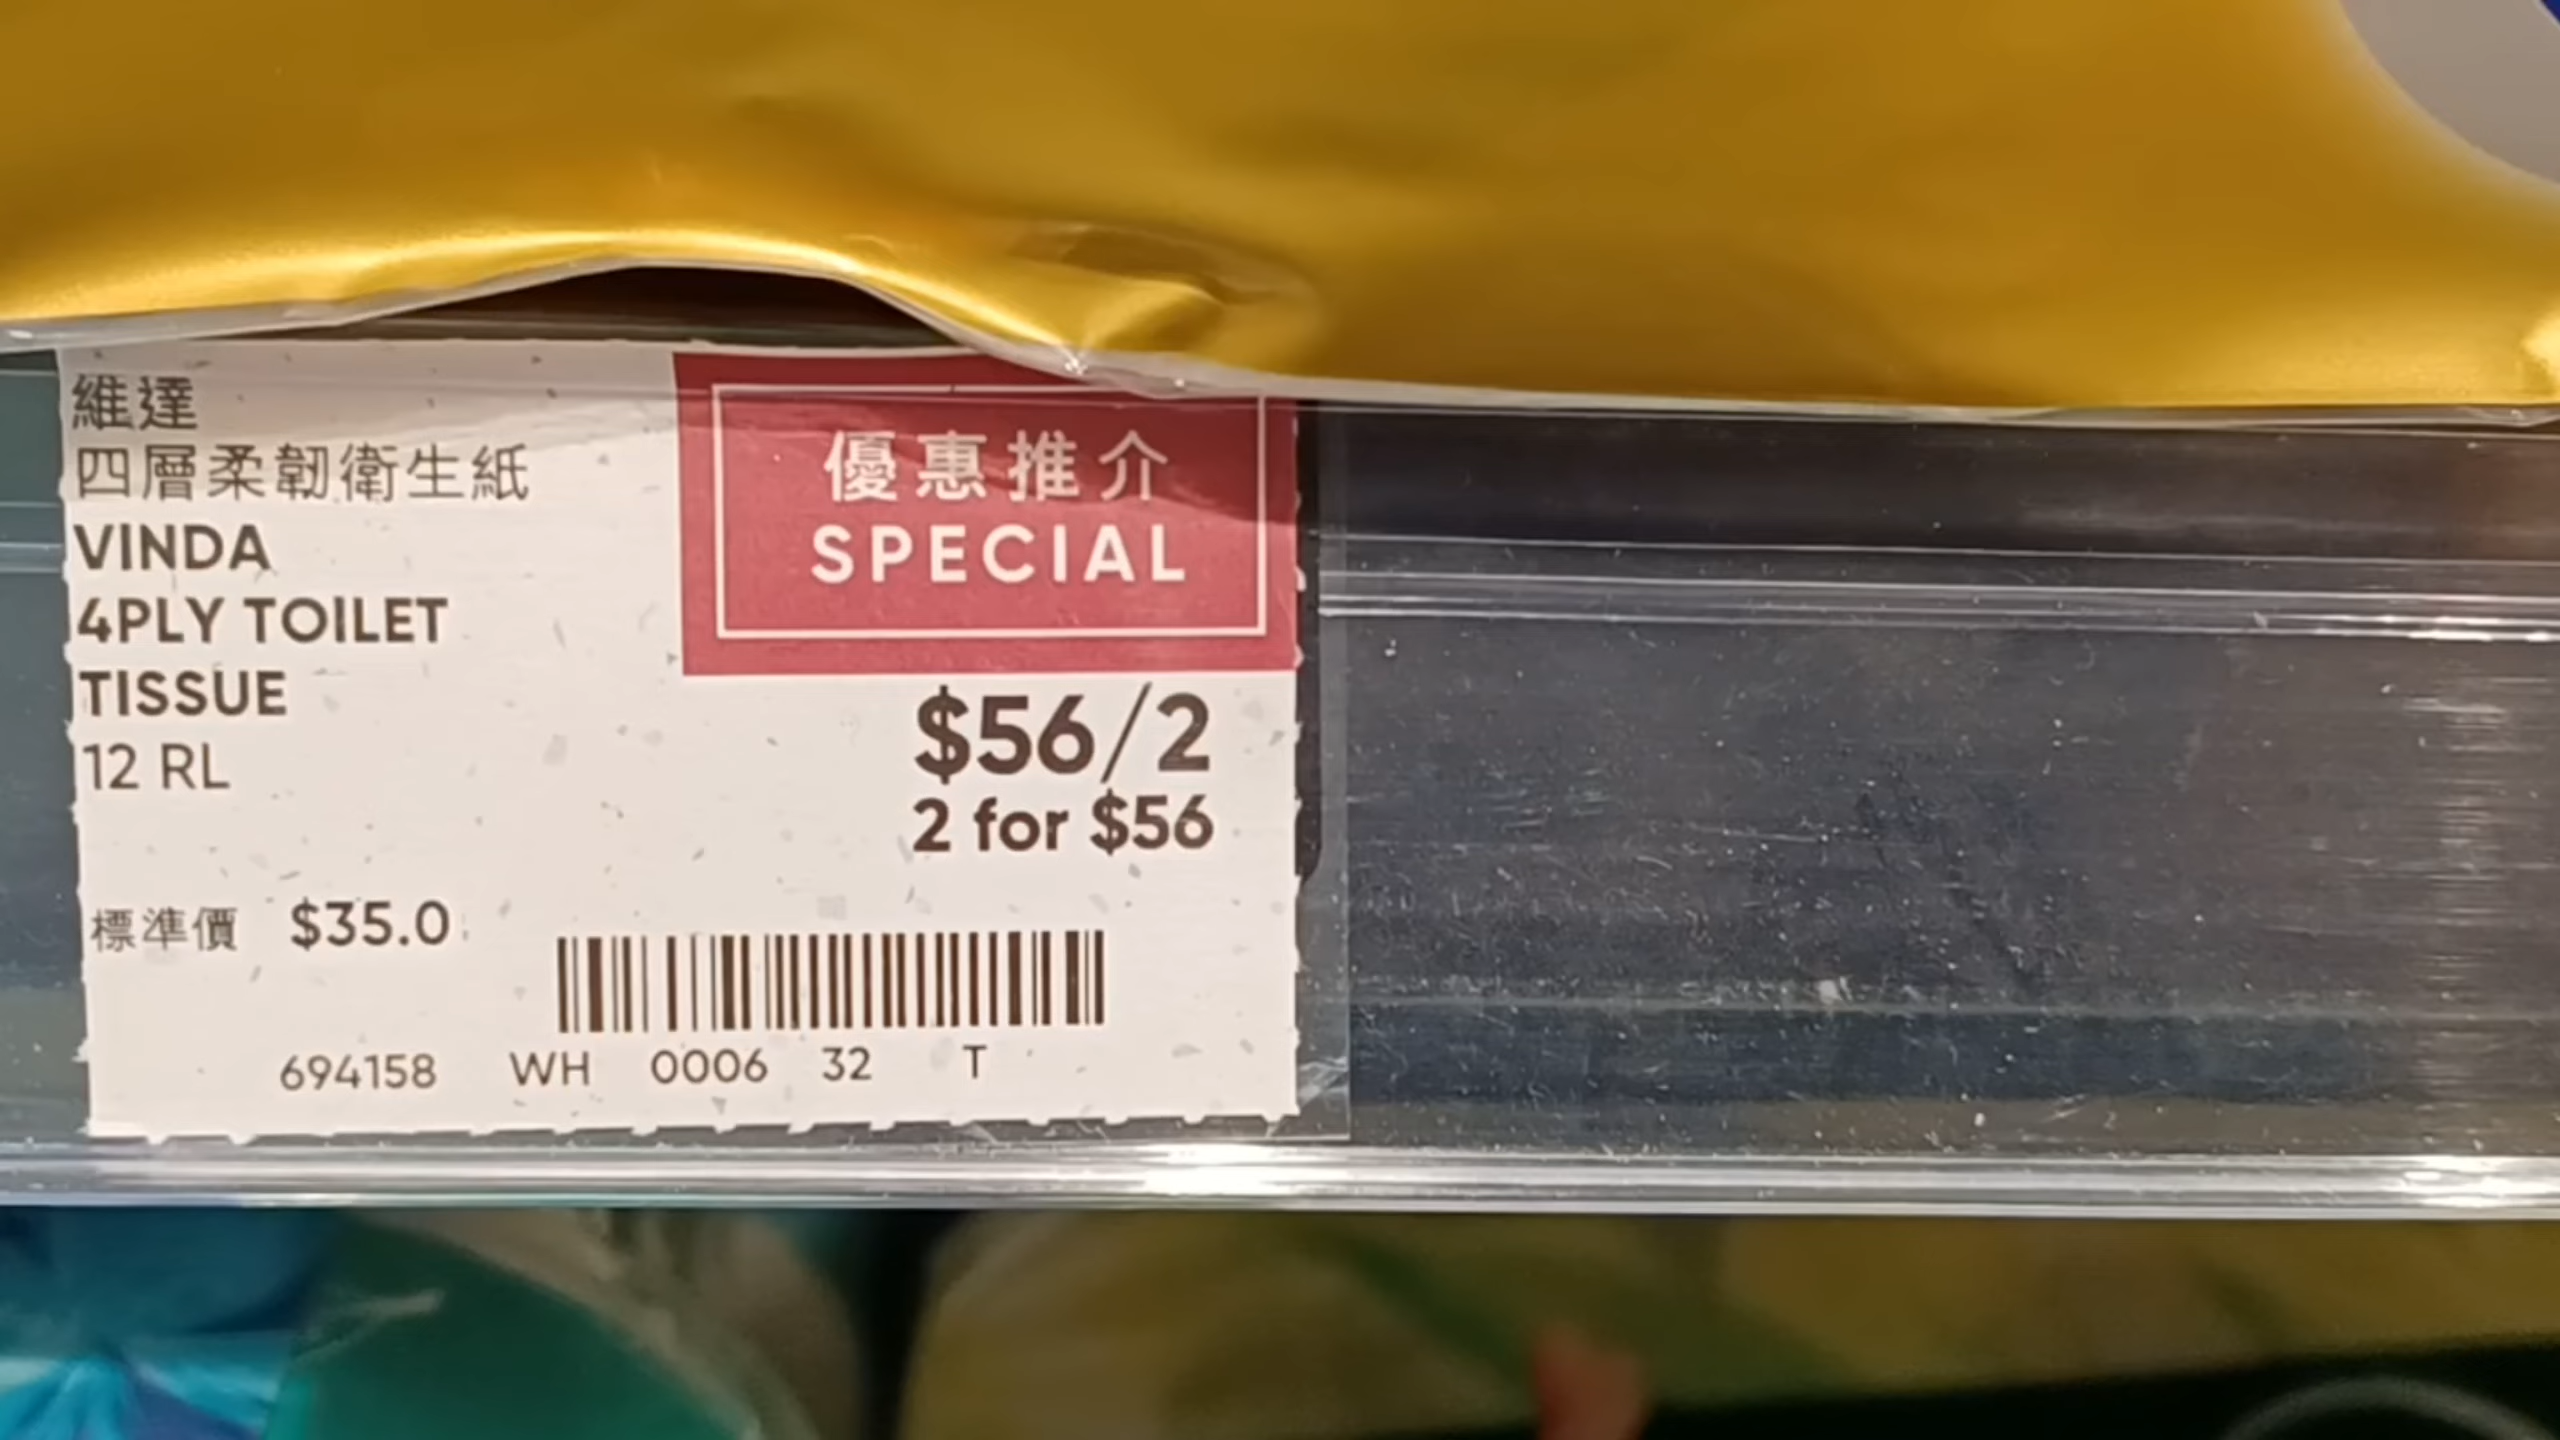 維達
四層柔韌衛生紙
VINDA
4PLY TOILET
TISSUE
12 RL
優惠推介
SPECIAL
$56/2
2 for $56
標準價 $35.0
694158 WH 0006 32 T